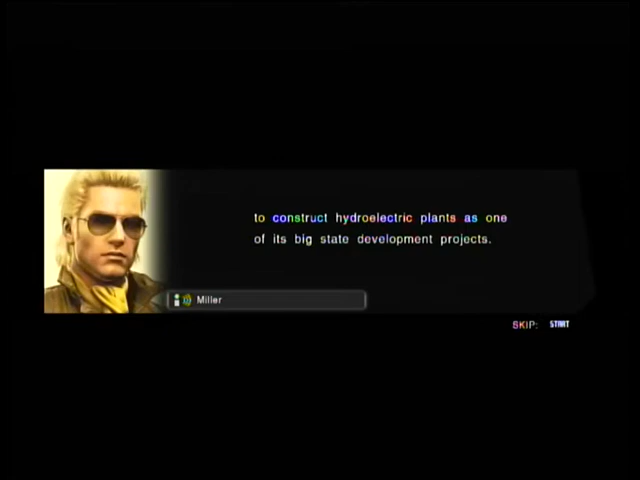 to construct hydroelectric plants as one
of its big state development projects.
Miller
SKIP: START